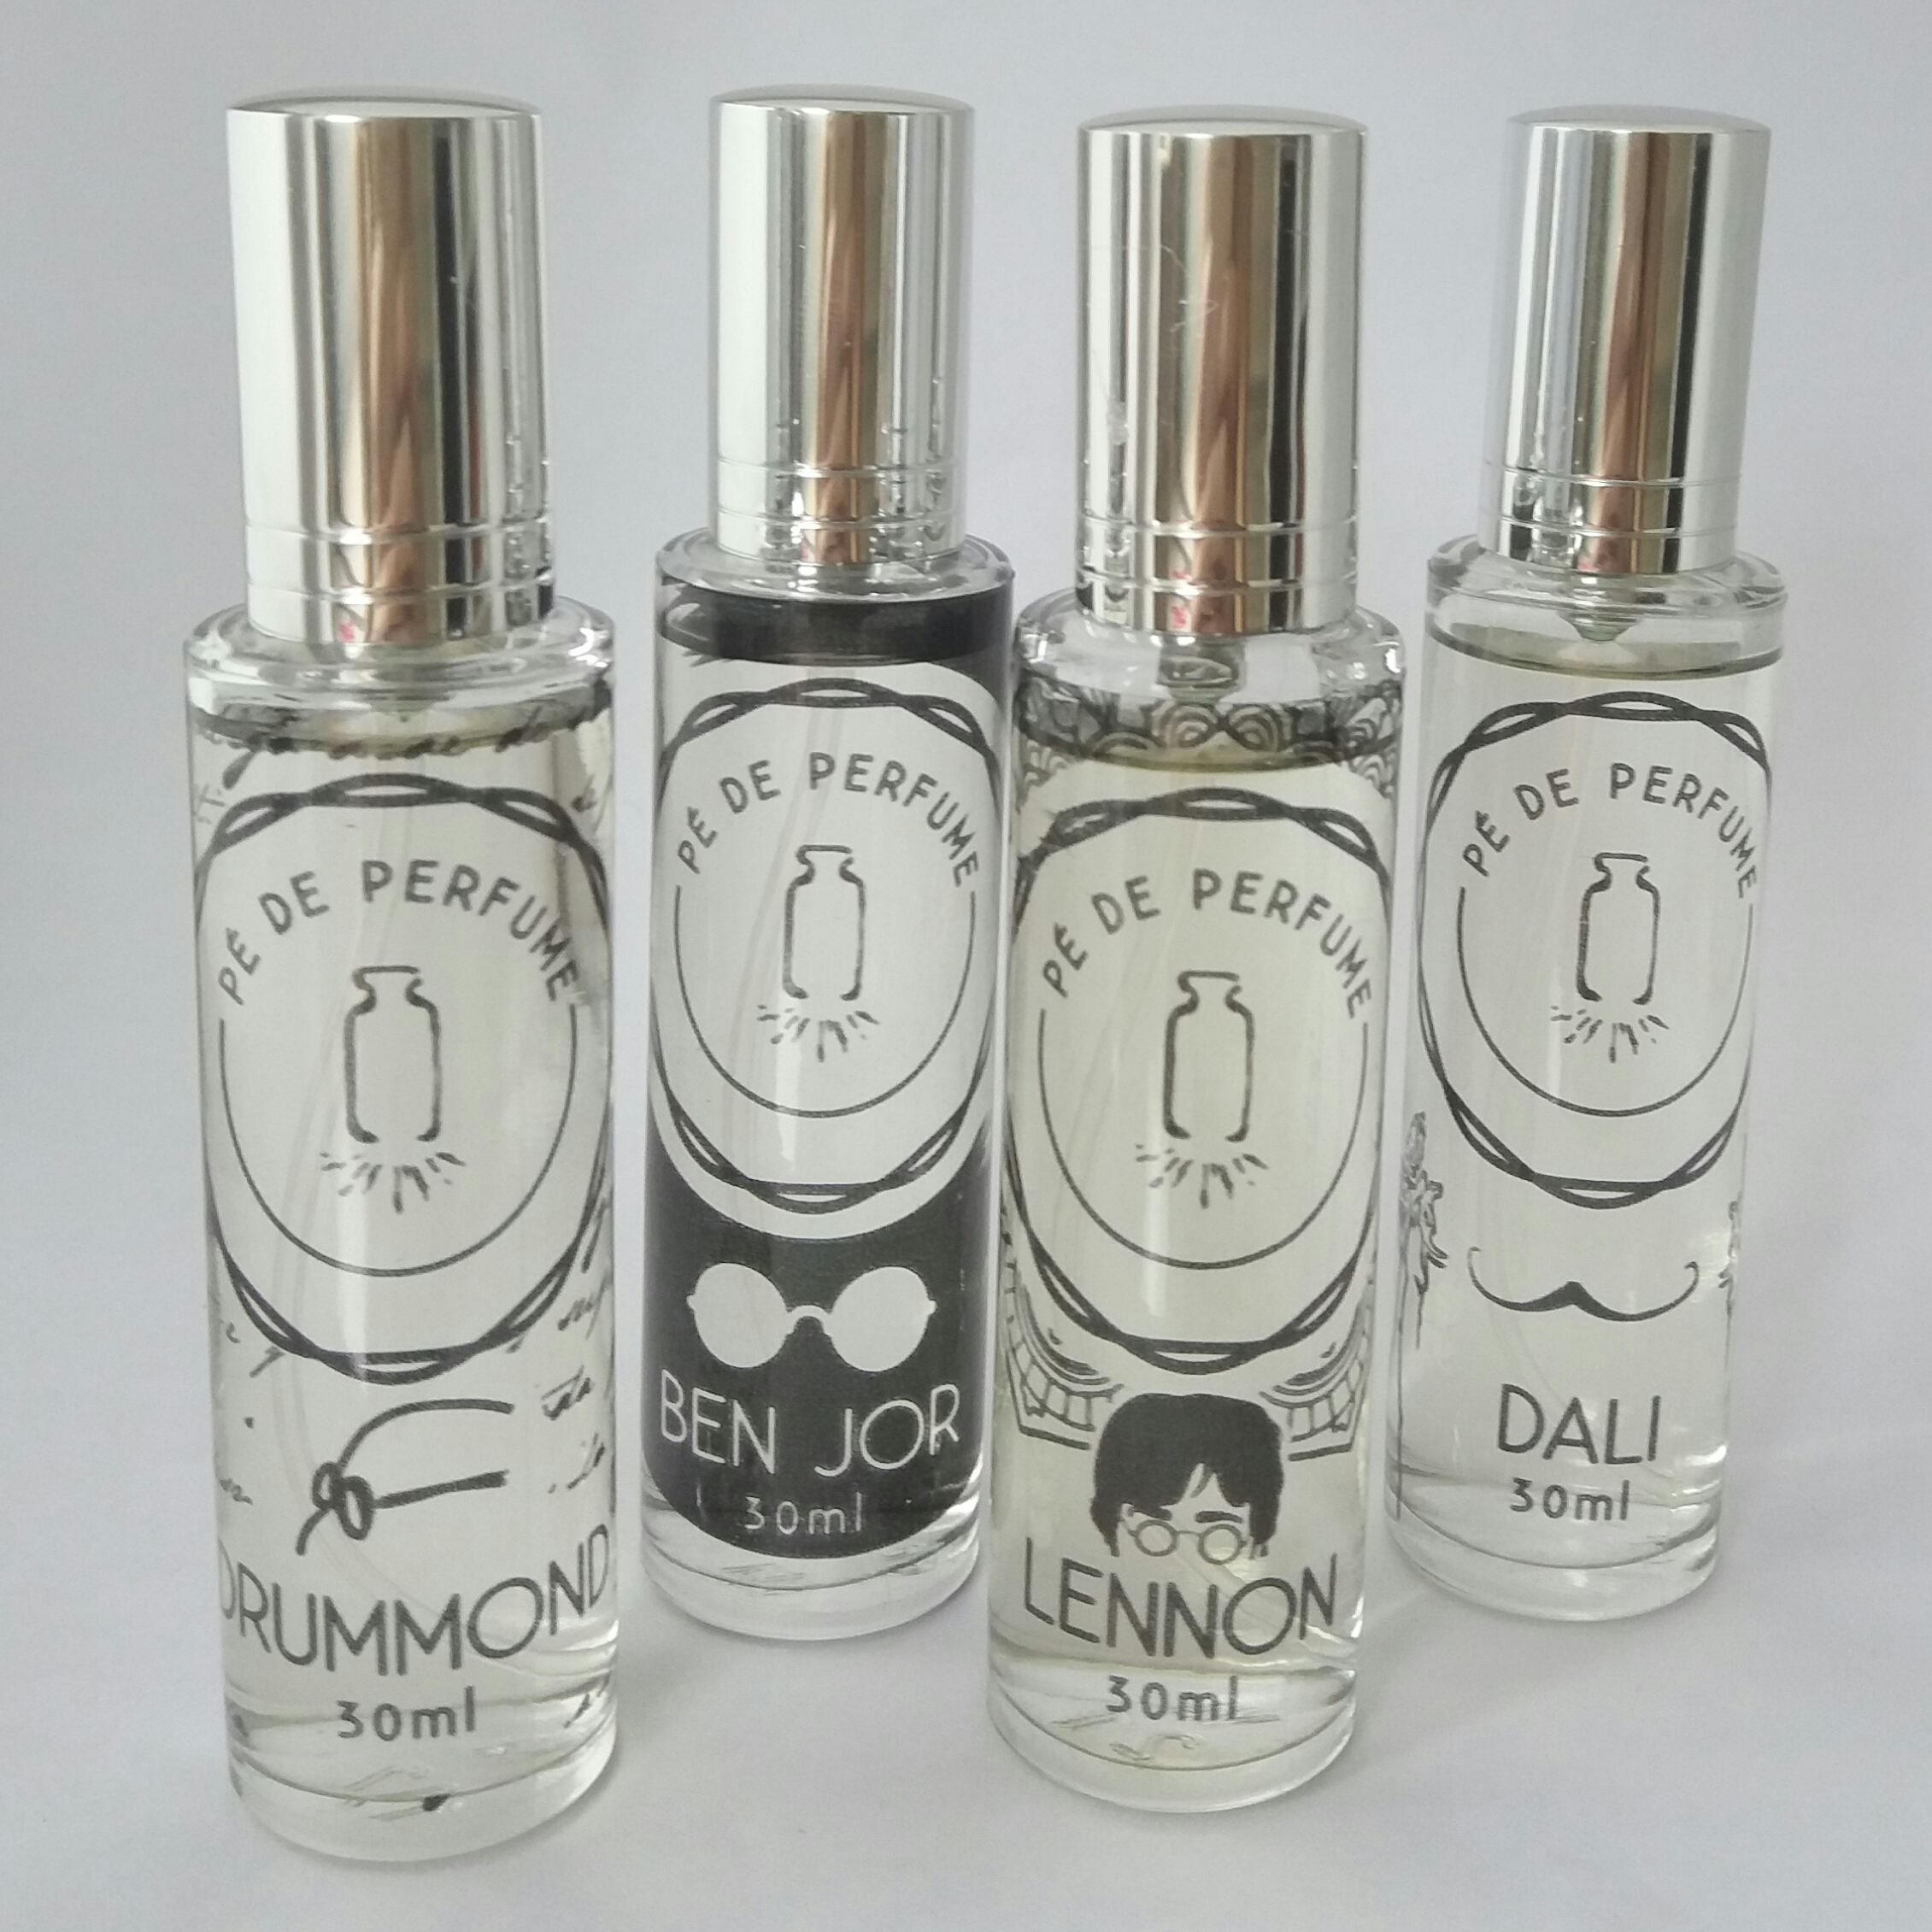 PÉ DE PERFUME
DRUMMOND
30ml
PÉ DE PERFUME
BEN JOR
30ml
PÉ DE PERFUME
LENNON
30ml
PÉ DE PERFUME
DALI
30ml